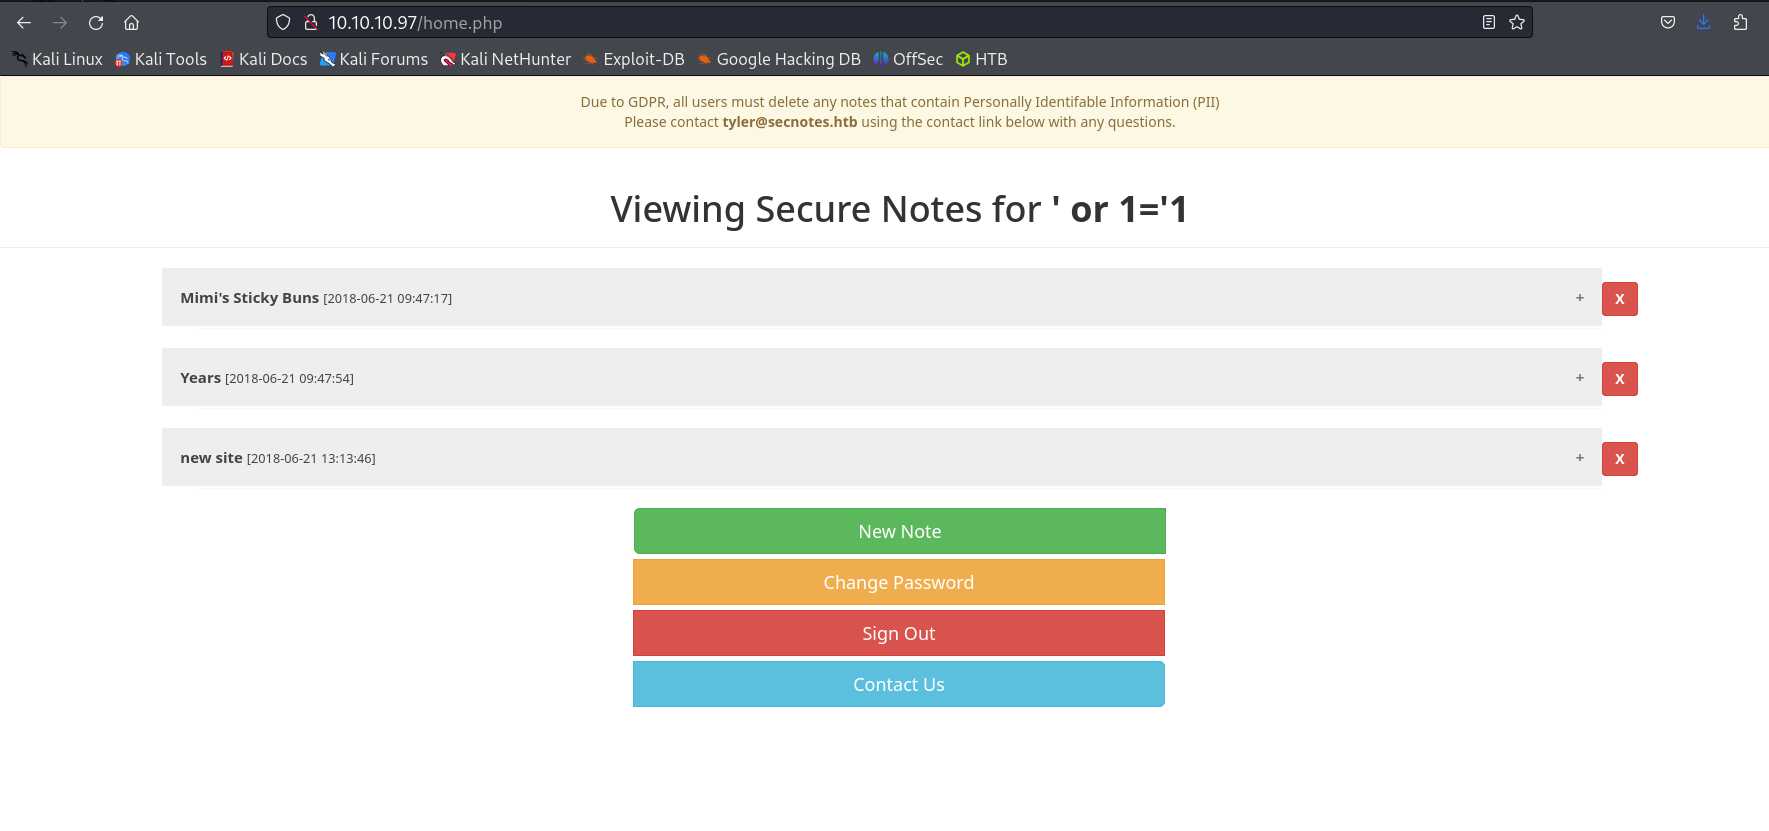 10.10.10.97/home.php
Kali Linux Kali Tools Kali Docs Kali Forums Kali NetHunter Exploit-DB Google Hacking DB OffSec HTB
Due to GDPR, all users must delete any notes that contain Personally Identifable Information (PII)
Please contact tyler@secnotes.htb using the contact link below with any questions.
Viewing Secure Notes for ' or 1='1
Mimi's Sticky Buns [2018-06-21 09:47:17] + X
Years [2018-06-21 09:47:54] + X
new site [2018-06-21 13:13:46] + X
New Note
Change Password
Sign Out
Contact Us